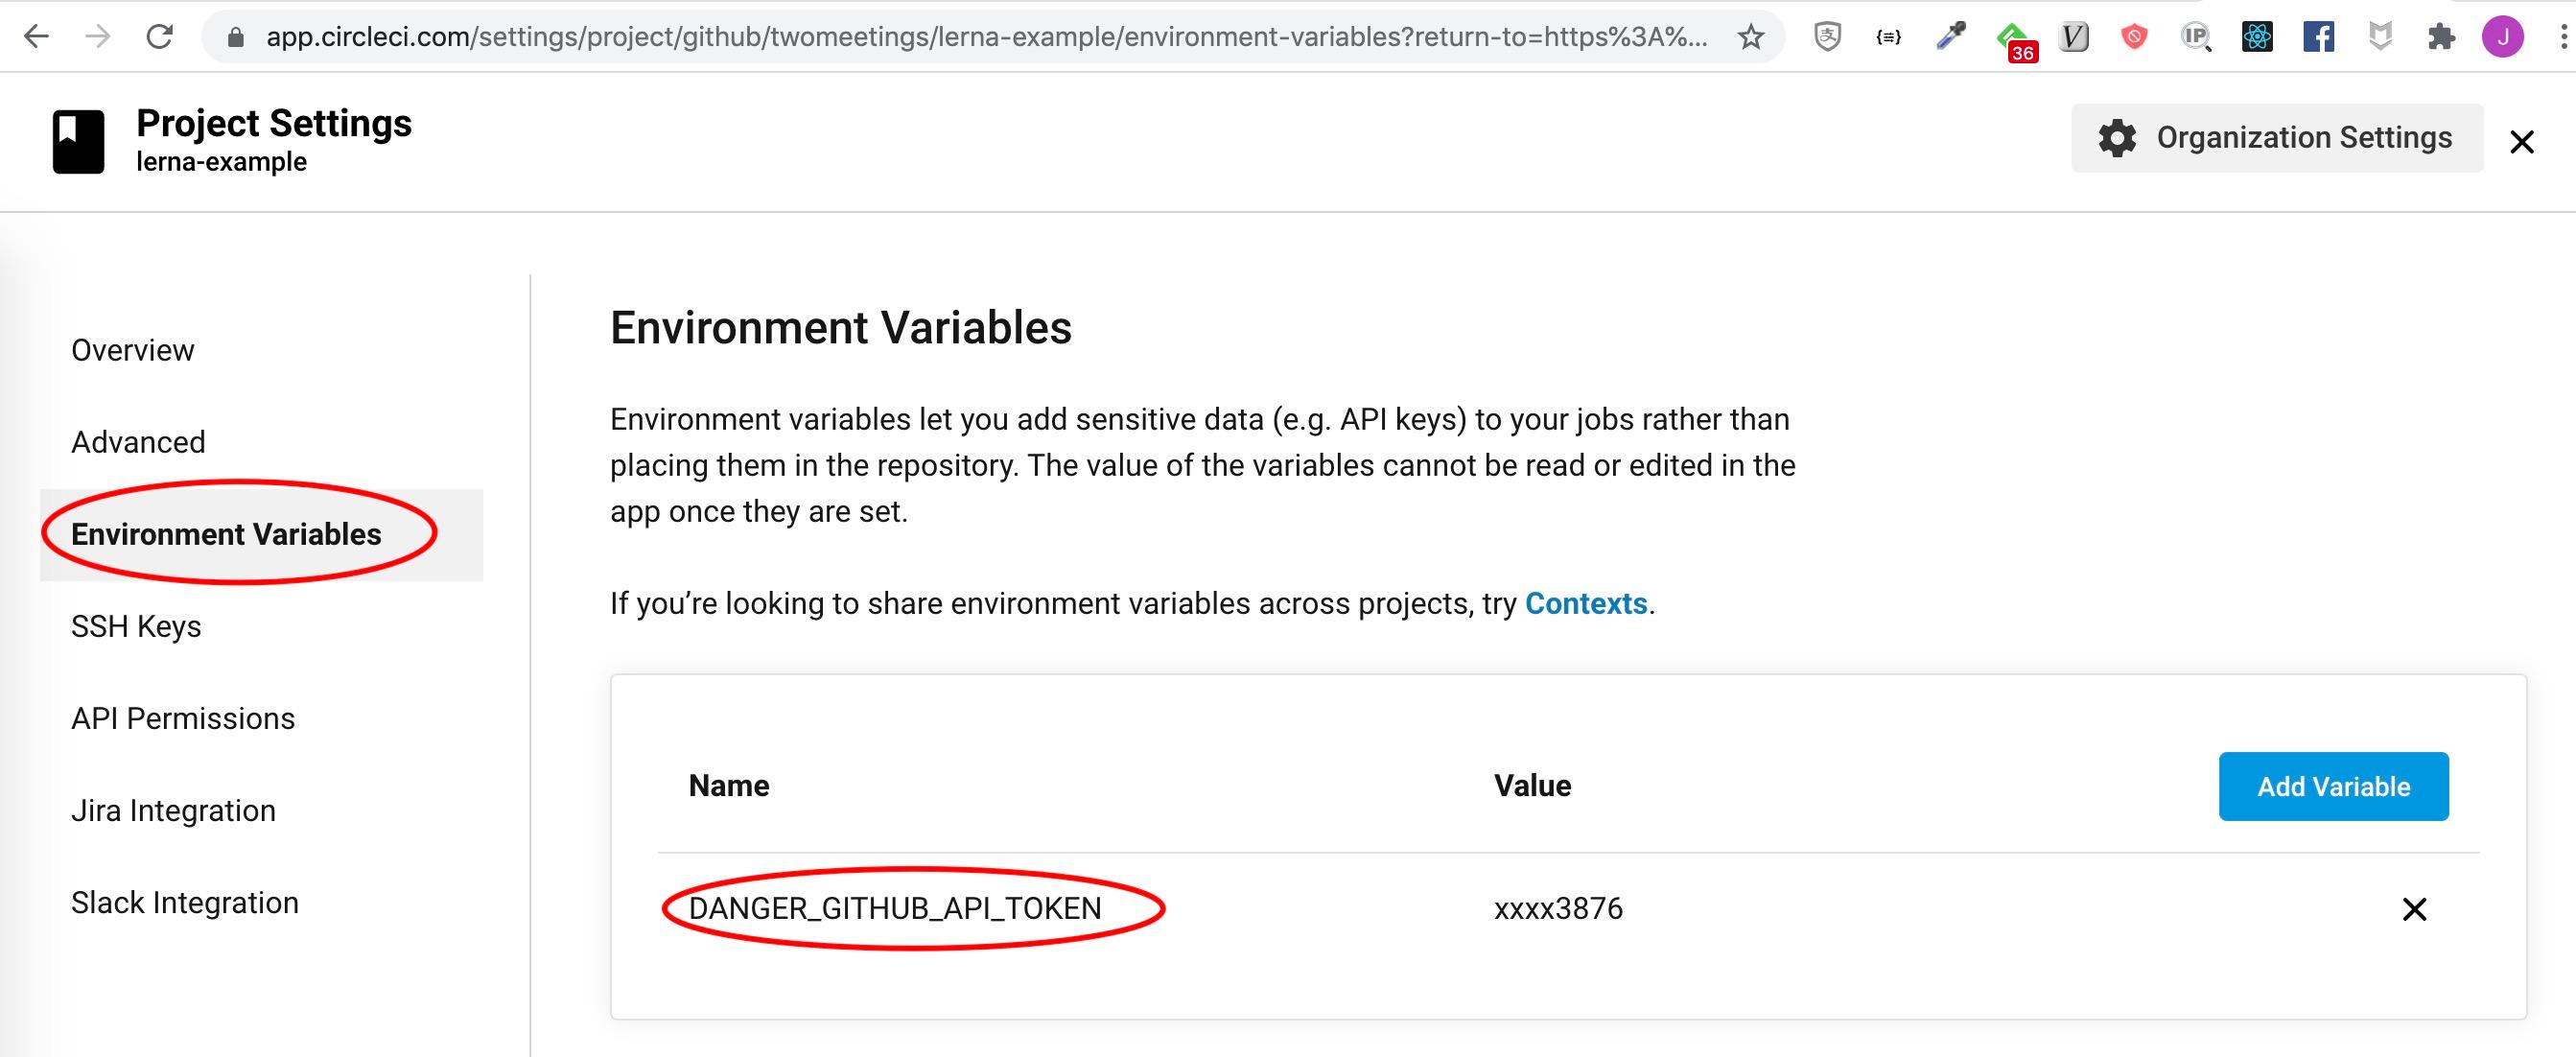 app.circleci.com/settings/project/github/twomeetings/lerna-example/environment-variables?return-to=https%3A%...
{≡}
36
V
IP
f
J
Project Settings
lerna-example
Organization Settings
Overview
Advanced
Environment Variables
SSH Keys
API Permissions
Jira Integration
Slack Integration
Environment Variables
Environment variables let you add sensitive data (e.g. API keys) to your jobs rather than
placing them in the repository. The value of the variables cannot be read or edited in the
app once they are set.
If you’re looking to share environment variables across projects, try Contexts.
Name Value Add Variable
DANGER_GITHUB_API_TOKEN xxxx3876